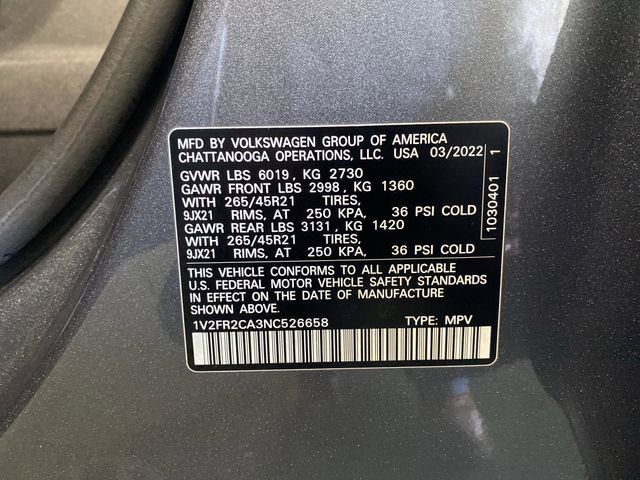 MFD BY VOLKSWAGEN GROUP OF AMERICA
CHATTANOOGA OPERATIONS, LLC. USA 03/2022
GVWR LBS 6019, KG 2730
GAWR FRONT LBS 2998, KG 1360
WITH 265/45R21 TIRES,
9JX21 RIMS, AT 250 KPA, 36 PSI COLD
GAWR REAR LBS 3131, KG 1420
WITH 265/45R21 TIRES,
9JX21 RIMS, AT 250 KPA, 36 PSI COLD
THIS VEHICLE CONFORMS TO ALL APPLICABLE
U.S. FEDERAL MOTOR VEHICLE SAFETY STANDARDS
IN EFFECT ON THE DATE OF MANUFACTURE
SHOWN ABOVE.
1V2FR2CA3NC526658 TYPE: MPV
1030401 1